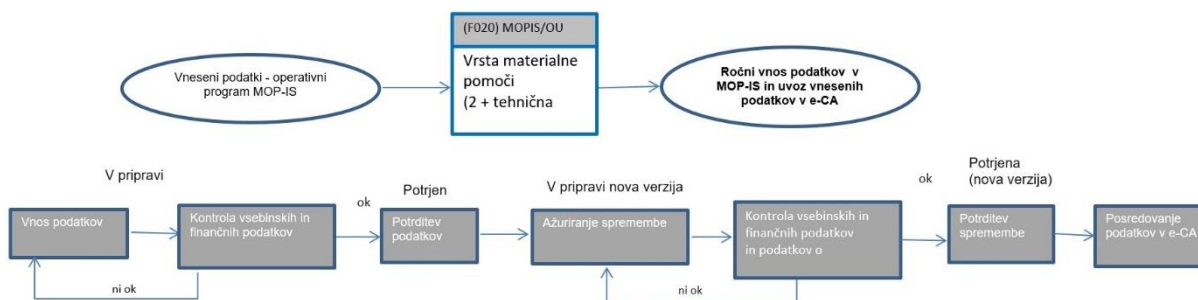 (F020) MOPIS/OU
Vneseni podatki - operativni
program MOP-IS
Vrsta materialne
pomoči
(2 + tehnična
Ročni vnos podatkov v
MOP-IS in uvoz vnesenih
podatkov v e-CA
V pripravi
ok
Potrjen
V pripravi nova verzija
ok
Potrjena
(nova verzija)
Vnos podatkov
Kontrola vsebinskih in
finančnih podatkov
Potrditev
podatkov
Ažuriranje spremembe
Kontrola vsebinskih in
finančnih podatkov
in podatkov o
Potrditev
spremembe
Posredovanje
podatkov v e-CA
ni ok
ni ok